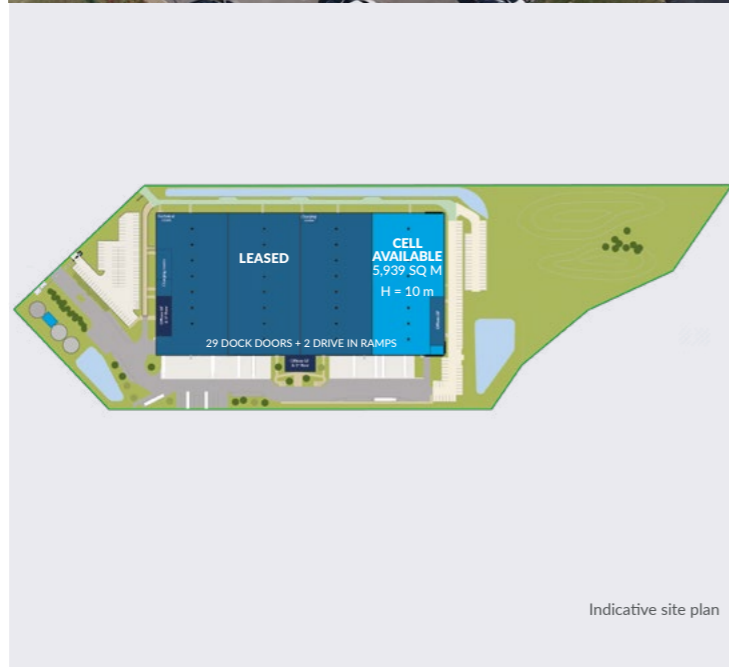 LEASED
CELL
AVAILABLE
5,939 SQ M
H = 10 m
29 DOCK DOORS + 2 DRIVE IN RAMPS
Indicative site plan